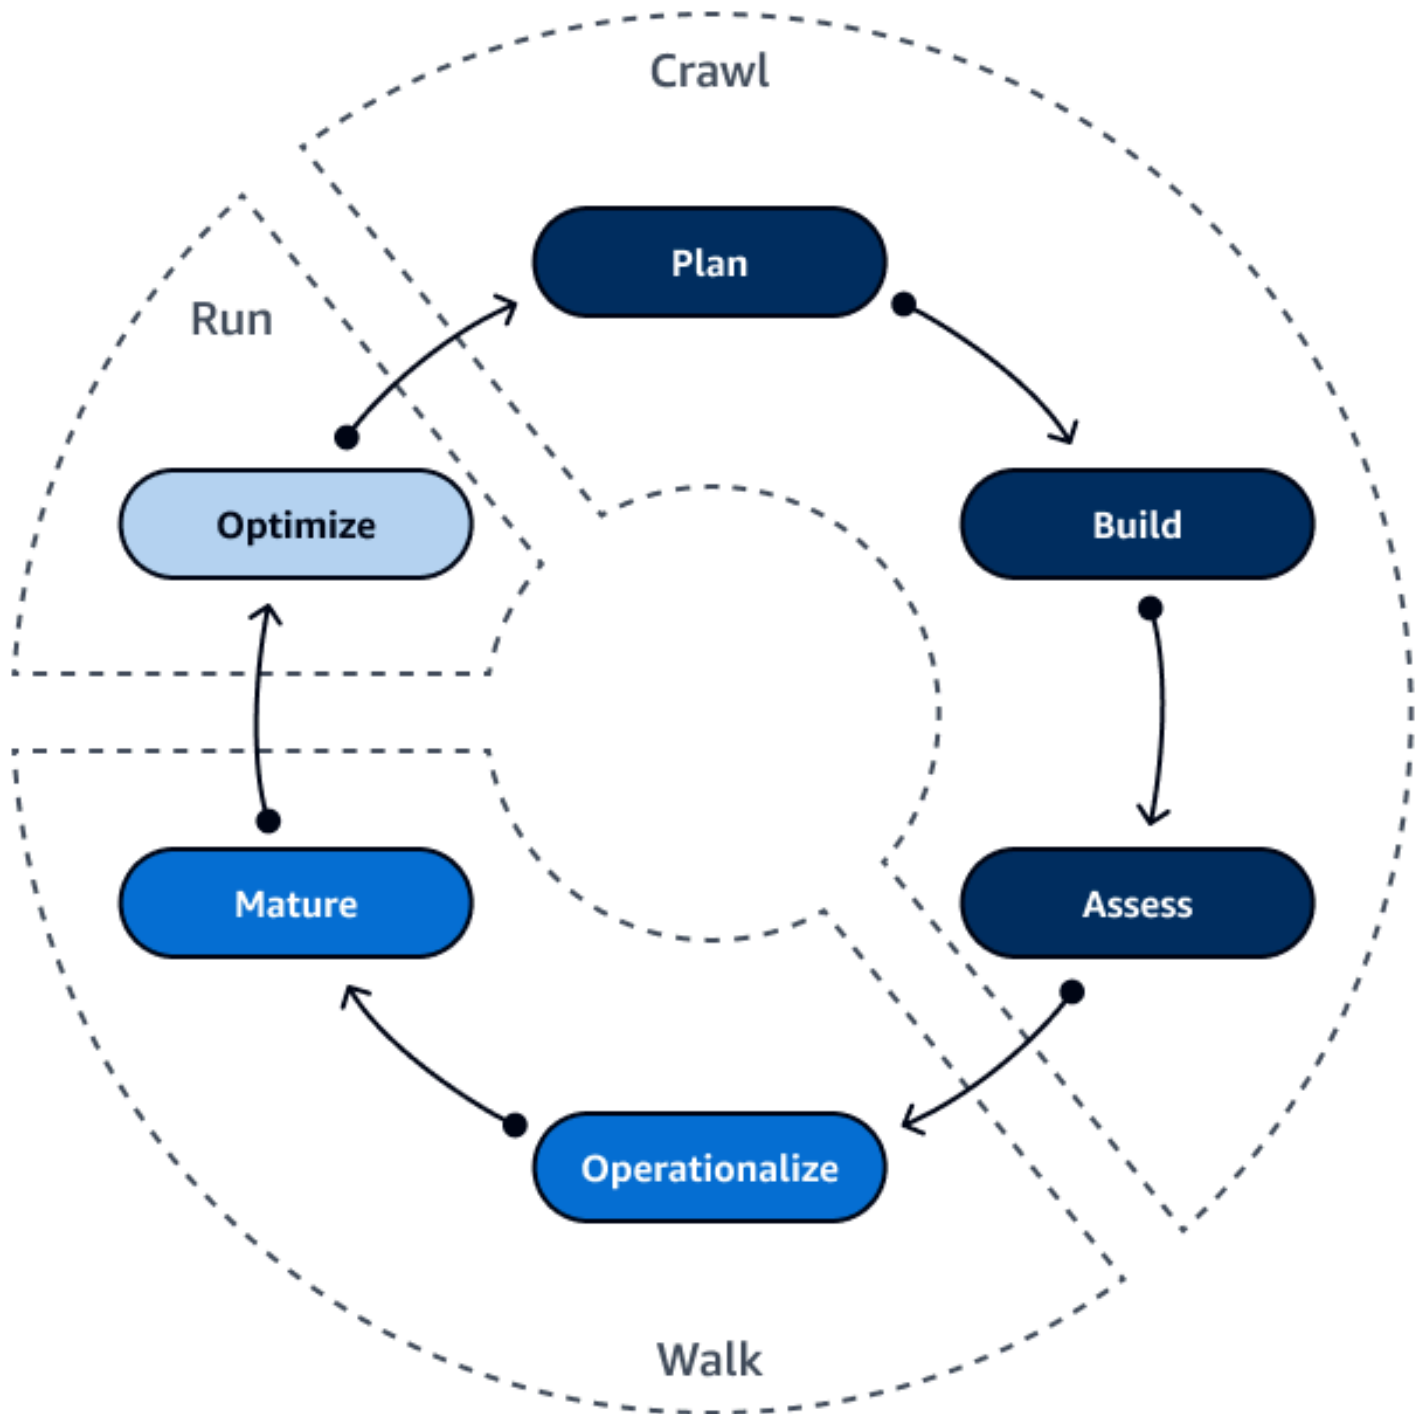 Crawl
Plan
Build
Assess
Walk
Operationalize
Mature
Run
Optimize